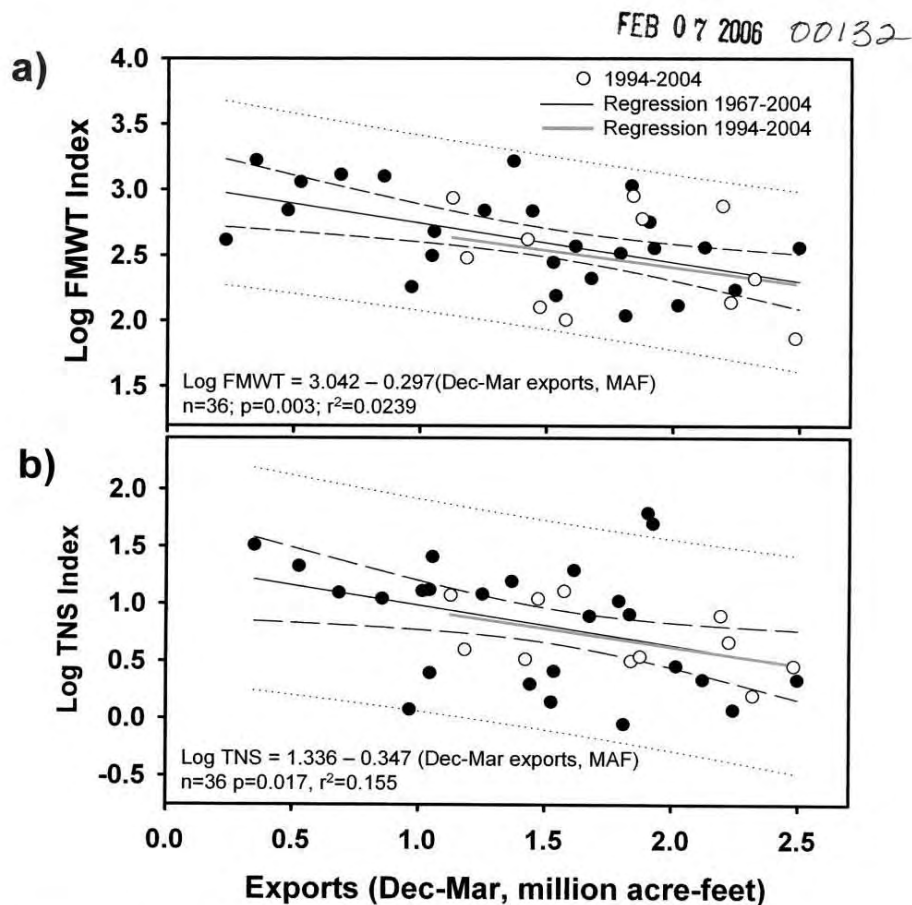 FEB 07 2006 00132
a)
4.0
3.5
3.0
2.5
2.0
1.5
Log FMWT Index
1994-2004
Regression 1967-2004
Regression 1994-2004
Log FMWT = 3.042 – 0.297(Dec-Mar exports, MAF)
n=36; p=0.003; r²=0.0239
b)
2.0
1.5
1.0
0.5
0.0
-0.5
Log TNS Index
Log TNS = 1.336 – 0.347 (Dec-Mar exports, MAF)
n=36 p=0.017, r²=0.155
0.0 0.5 1.0 1.5 2.0 2.5
Exports (Dec-Mar, million acre-feet)